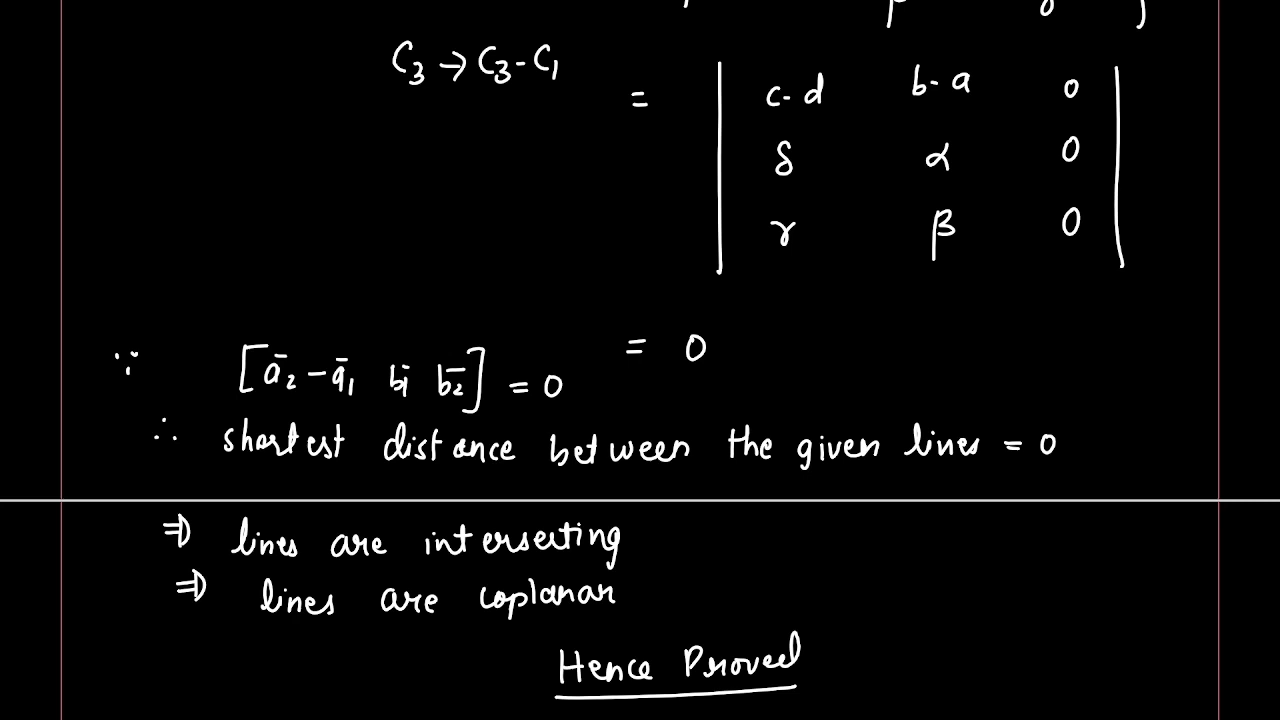 C₃ → C₃ - C₁
= | c-d b-a 0 |
| δ α 0 |
| γ β 0 |
= 0
∵ [ā₂ - ā₁ b̄₁ b̄₂] = 0
∴ shortest distance between the given lines = 0
⇒ lines are interseting
⇒ lines are coplanar
Hence Proved